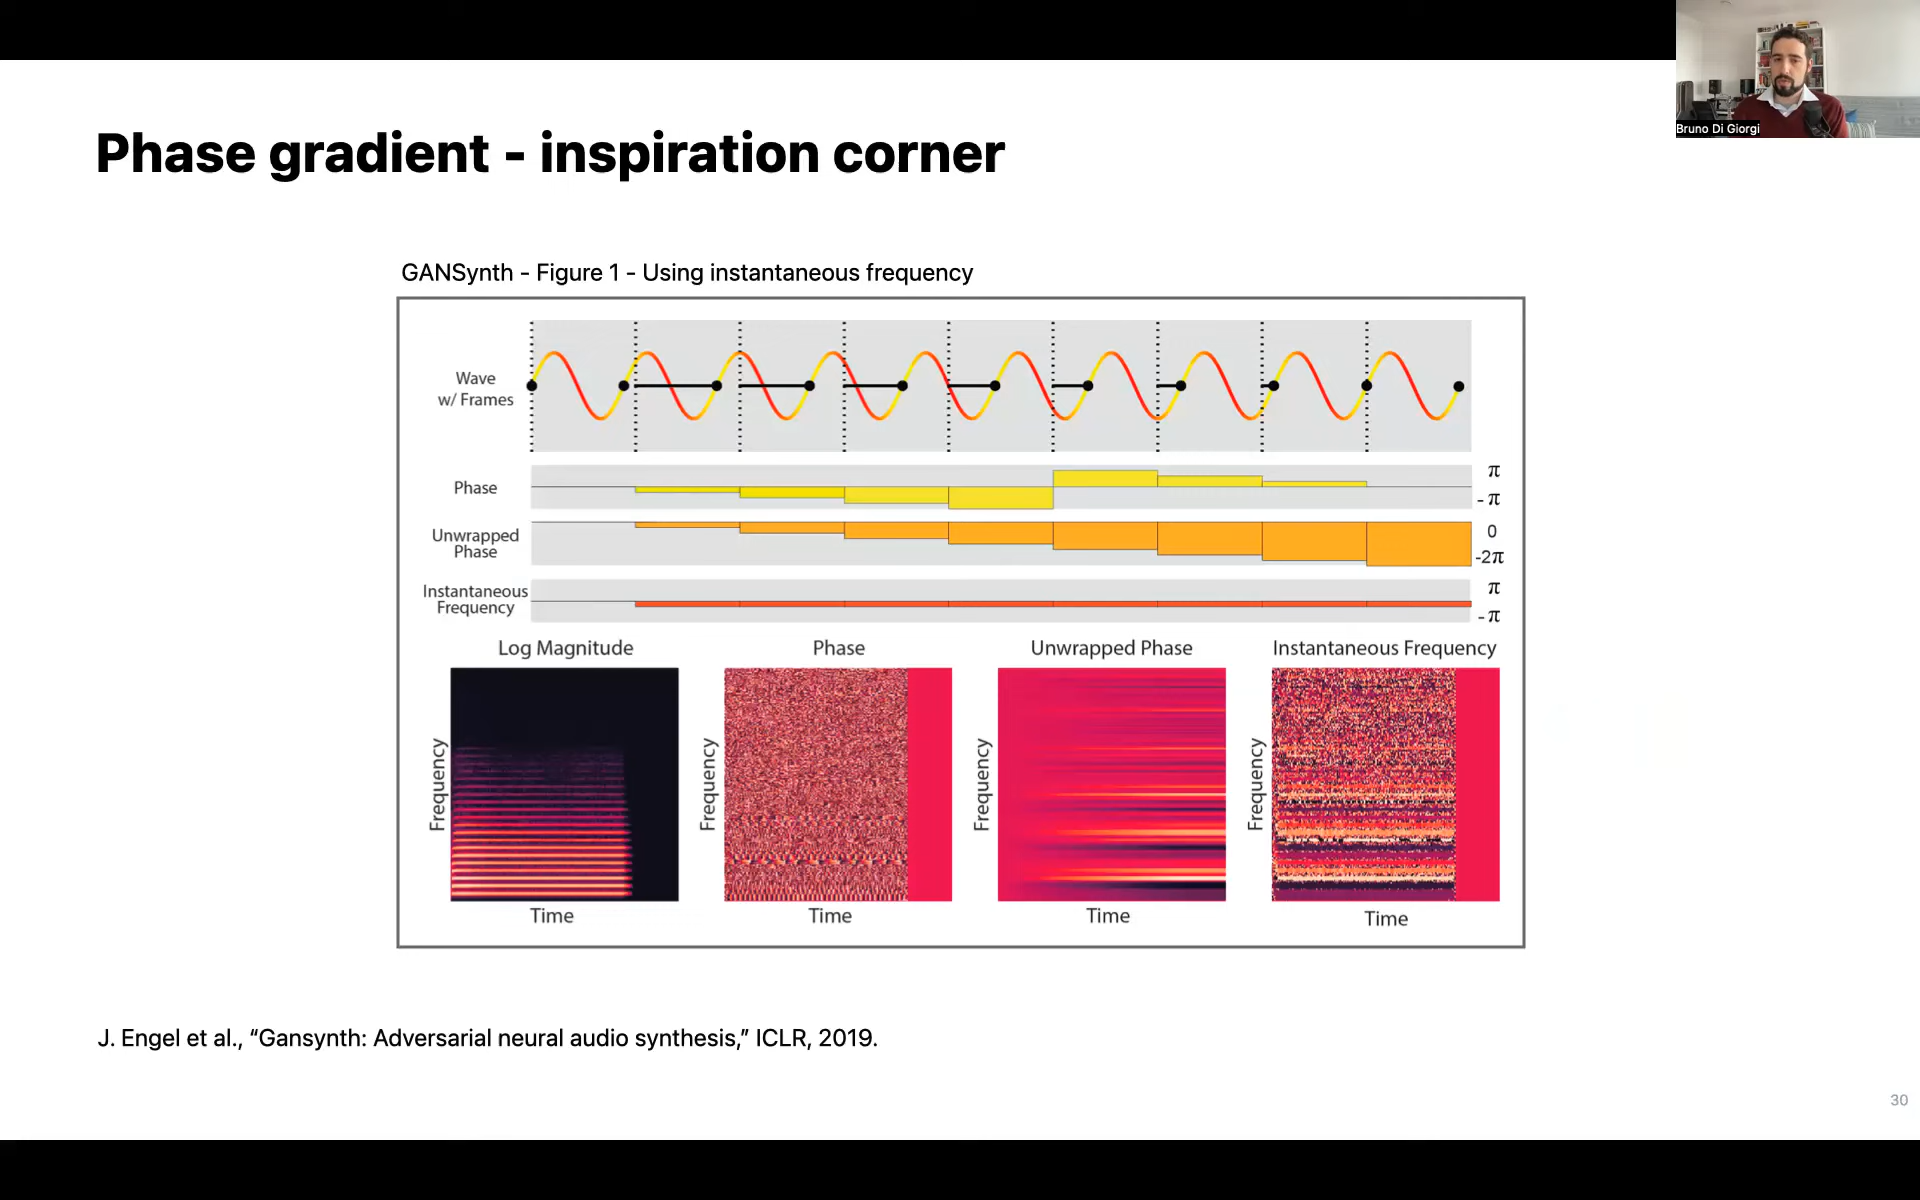 Bruno Di Giorgi
Phase gradient - inspiration corner
GANSynth - Figure 1 - Using instantaneous frequency
Wave
w/ Frames
Phase
π
- π
Unwrapped
Phase
0
-2π
Instantaneous
Frequency
π
- π
Log Magnitude
Phase
Unwrapped Phase
Instantaneous Frequency
Frequency
Frequency
Frequency
Frequency
Time
Time
Time
Time
J. Engel et al., “Gansynth: Adversarial neural audio synthesis,” ICLR, 2019.
30